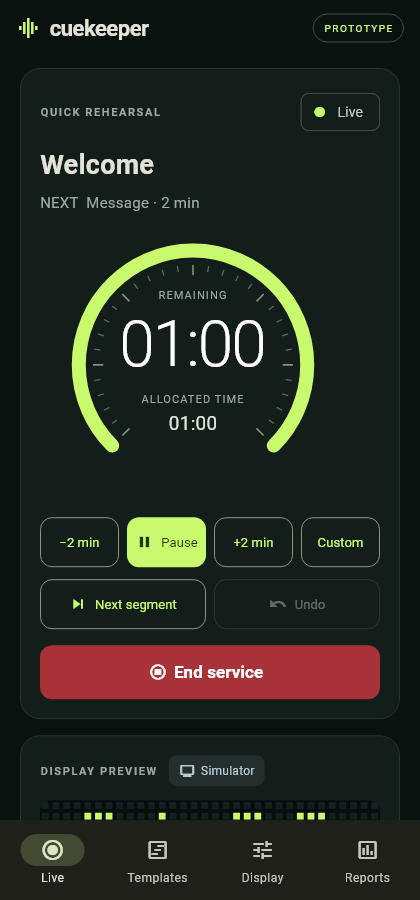 cuekeeper
PROTOTYPE
QUICK REHEARSAL
Live
Welcome
NEXT Message · 2 min
REMAINING
01:00
ALLOCATED TIME
01:00
−2 min
Pause
+2 min
Custom
Next segment
Undo
End service
DISPLAY PREVIEW
Simulator
Live
Templates
Display
Reports